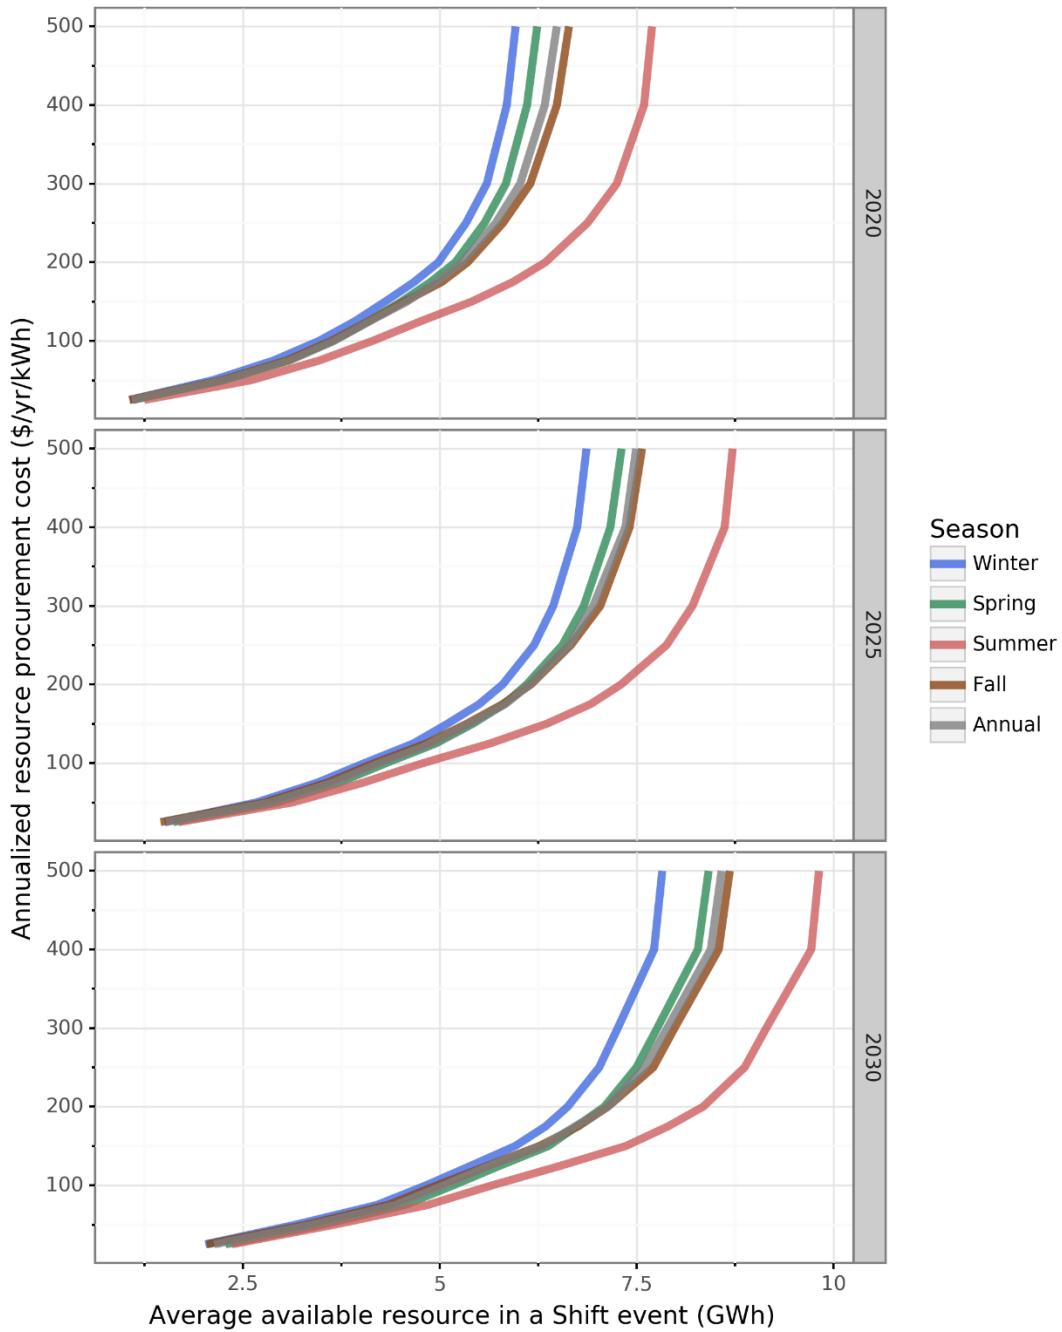 Annualized resource procurement cost ($/yr/kWh)
500
400
300
200
100
2020
500
400
300
200
100
2025
500
400
300
200
100
2030
2.5
5
7.5
10
Average available resource in a Shift event (GWh)
Season
Winter
Spring
Summer
Fall
Annual